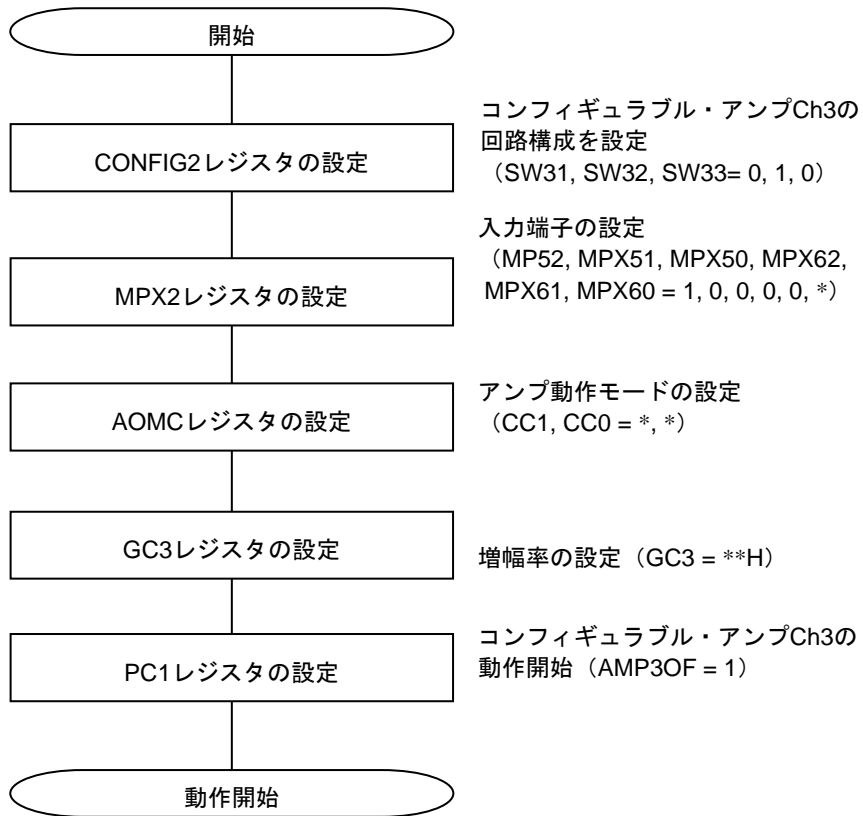 開始
CONFIG2レジスタの設定
コンフィギュラブル・アンプCh3の
回路構成を設定
（SW31, SW32, SW33= 0, 1, 0）
MPX2レジスタの設定
入力端子の設定
（MP52, MPX51, MPX50, MPX62,
MPX61, MPX60 = 1, 0, 0, 0, 0, *）
AOMCレジスタの設定
アンプ動作モードの設定
（CC1, CC0 = *, *）
GC3レジスタの設定
増幅率の設定（GC3 = **H）
PC1レジスタの設定
コンフィギュラブル・アンプCh3の
動作開始（AMP3OF = 1）
動作開始